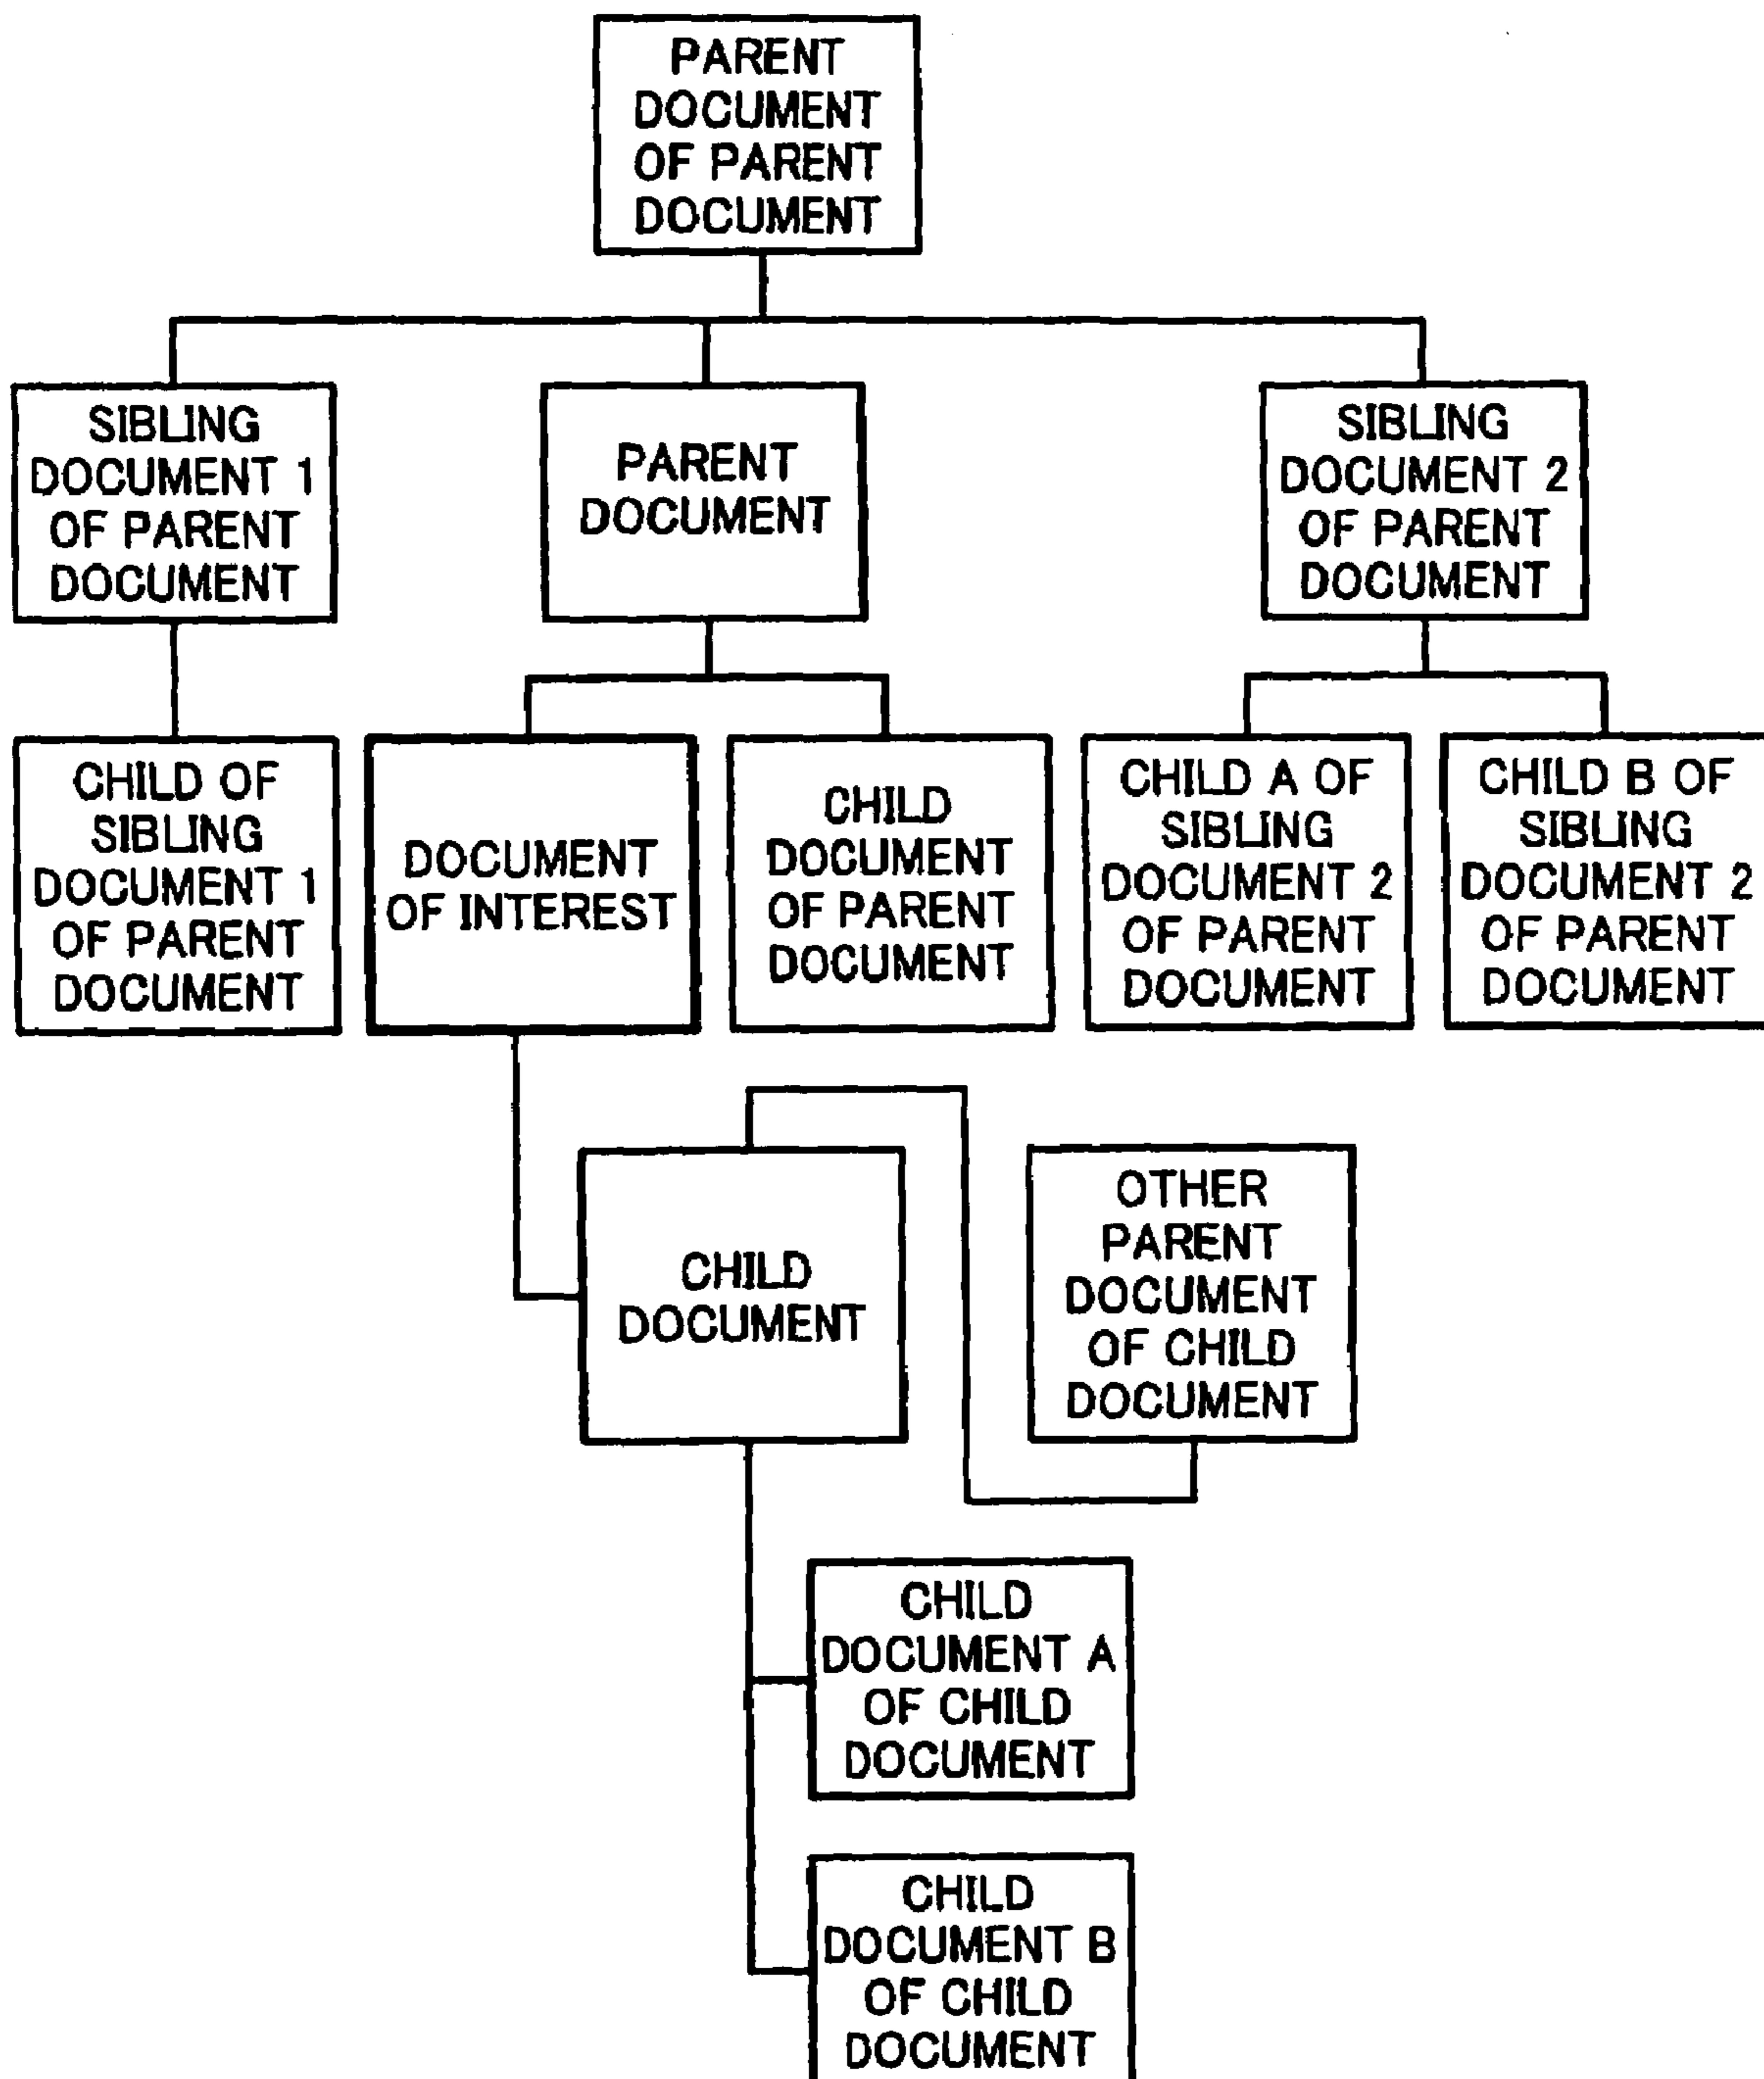 PARENT
DOCUMENT
OF PARENT
DOCUMENT
SIBLING
DOCUMENT 1
OF PARENT
DOCUMENT
PARENT
DOCUMENT
SIBLING
DOCUMENT 2
OF PARENT
DOCUMENT
CHILD OF
SIBLING
DOCUMENT 1
OF PARENT
DOCUMENT
DOCUMENT
OF INTEREST
CHILD
DOCUMENT
OF PARENT
DOCUMENT
CHILD A OF
SIBLING
DOCUMENT 2
OF PARENT
DOCUMENT
CHILD B OF
SIBLING
DOCUMENT 2
OF PARENT
DOCUMENT
CHILD
DOCUMENT
OTHER
PARENT
DOCUMENT
OF CHILD
DOCUMENT
CHILD
DOCUMENT A
OF CHILD
DOCUMENT
CHILD
DOCUMENT B
OF CHILD
DOCUMENT